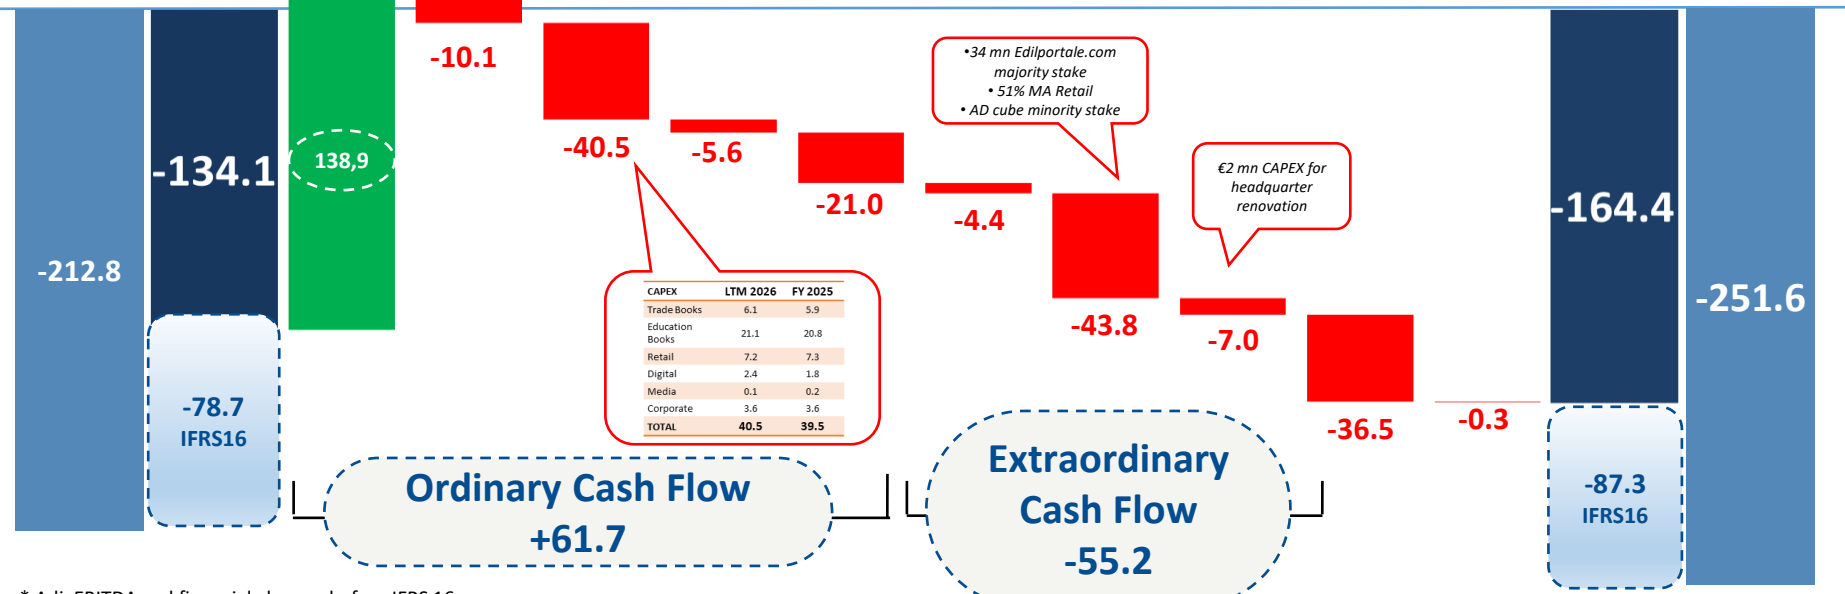 -10.1
•34 mn Edilportale.com
majority stake
• 51% MA Retail
• AD cube minority stake
-134.1
138,9
-40.5
-5.6
€2 mn CAPEX for
headquarter
renovation
-21.0
-4.4
-164.4
-212.8
CAPEX LTM 2026 FY 2025
Trade Books 6.1 5.9
Education
Books 21.1 20.8
Retail 7.2 7.3
Digital 2.4 1.8
Media 0.1 0.2
Corporate 3.6 3.6
TOTAL 40.5 39.5
-43.8
-7.0
-251.6
-78.7
IFRS16
-36.5
-0.3
Ordinary Cash Flow
+61.7
Extraordinary
Cash Flow
-55.2
-87.3
IFRS16